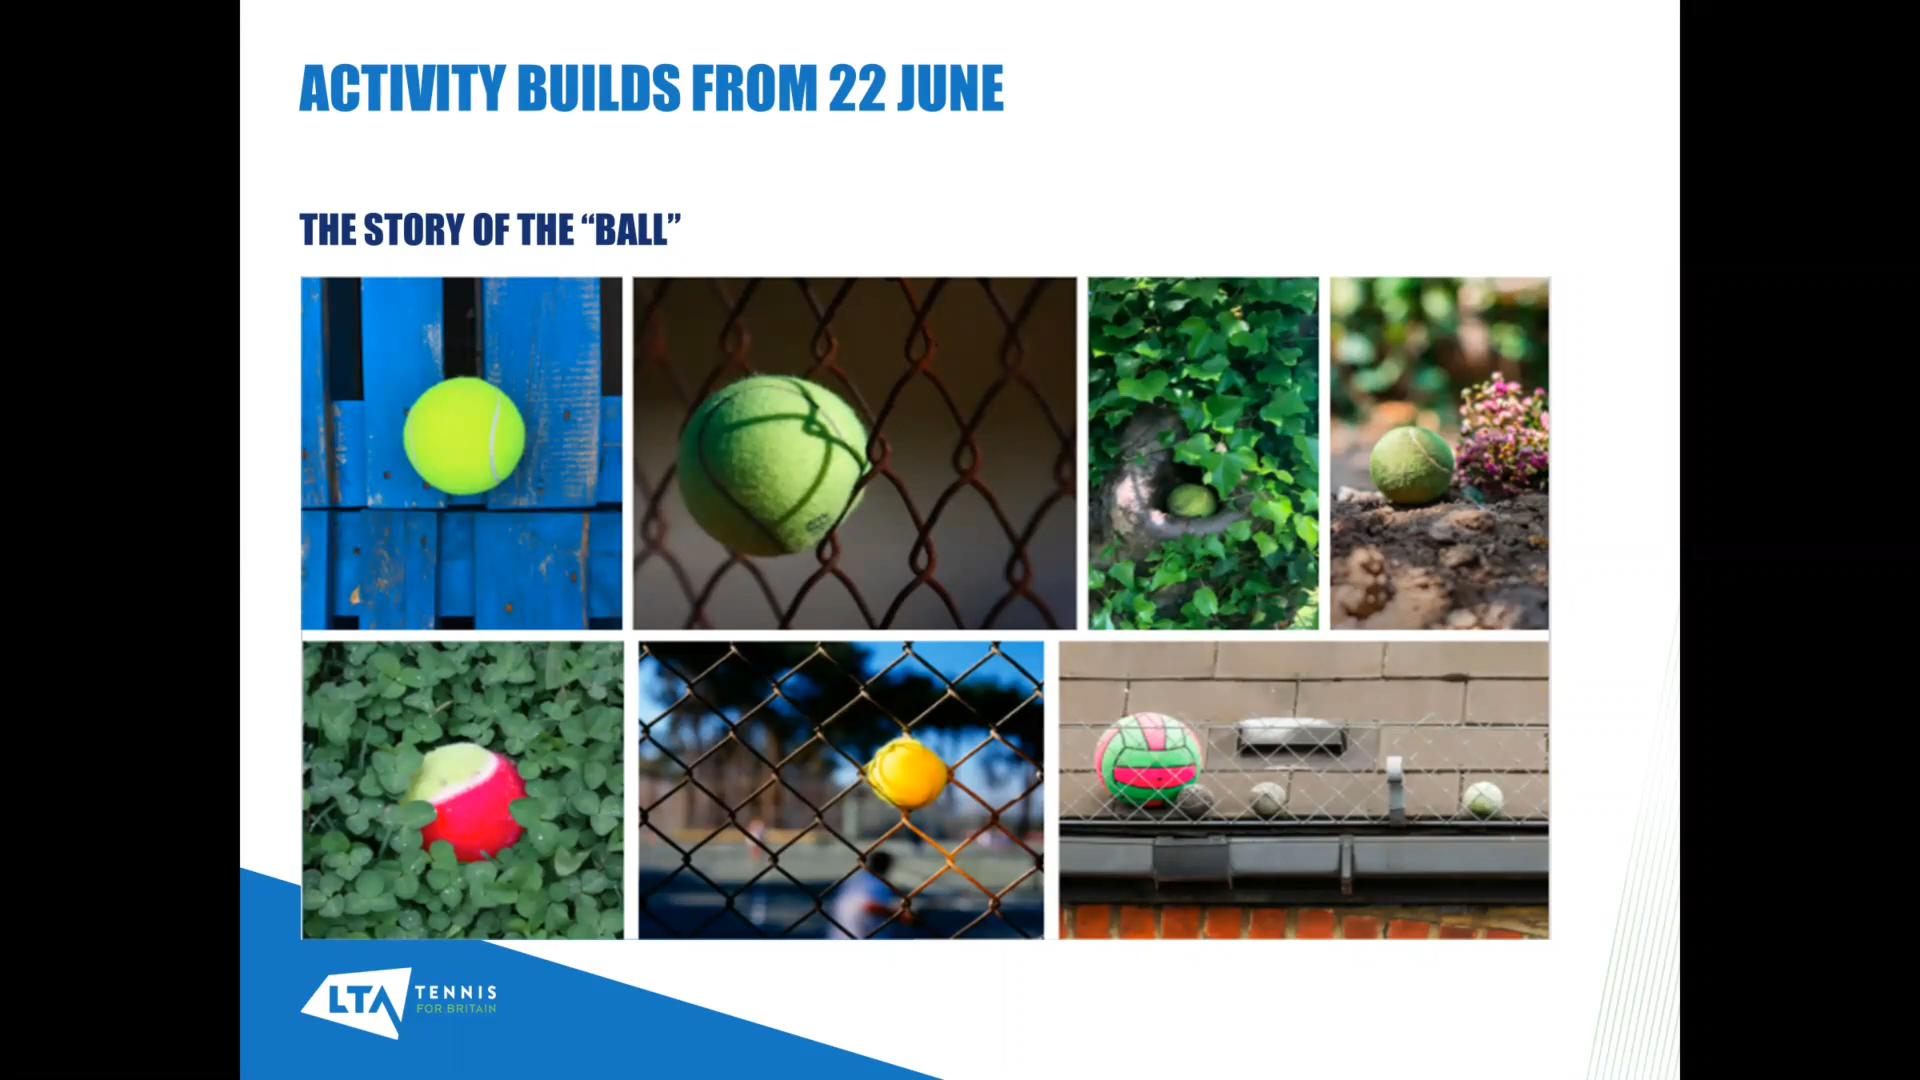 ACTIVITY BUILDS FROM 22 JUNE
THE STORY OF THE “BALL”
LTA TENNIS
FOR BRITAIN